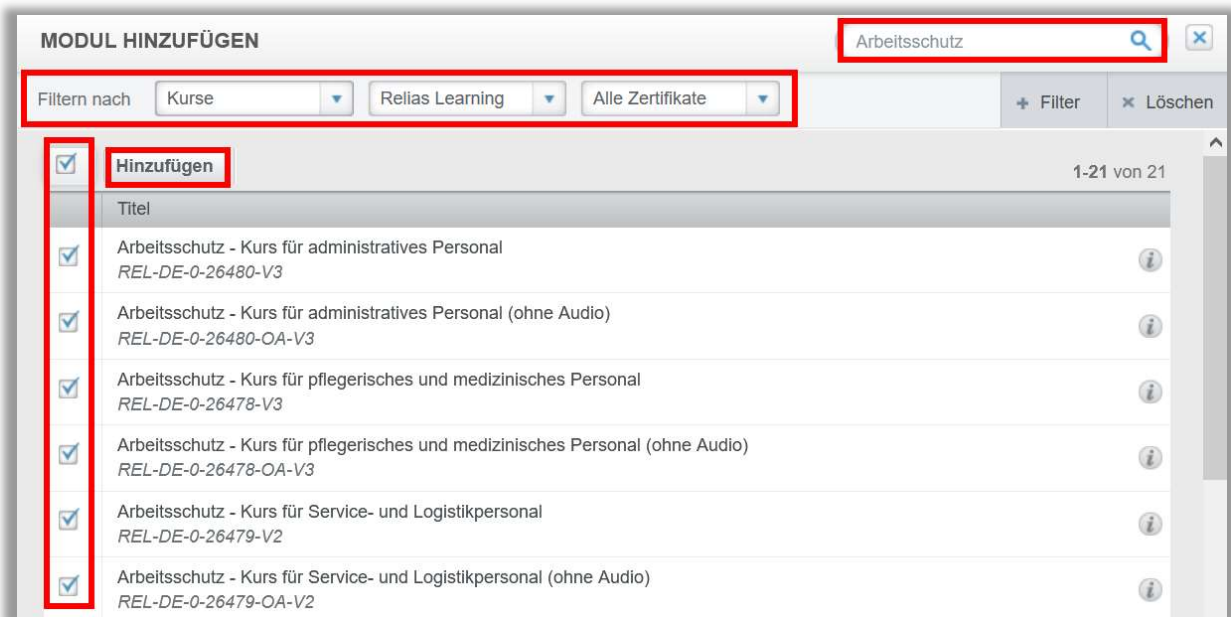 MODUL HINZUFÜGEN
Arbeitsschutz
Filtern nach Kurse Relias Learning Alle Zertifikate + Filter × Löschen
Hinzufügen 1-21 von 21
Titel
Arbeitsschutz - Kurs für administratives Personal
REL-DE-0-26480-V3
Arbeitsschutz - Kurs für administratives Personal (ohne Audio)
REL-DE-0-26480-OA-V3
Arbeitsschutz - Kurs für pflegerisches und medizinisches Personal
REL-DE-0-26478-V3
Arbeitsschutz - Kurs für pflegerisches und medizinisches Personal (ohne Audio)
REL-DE-0-26478-OA-V3
Arbeitsschutz - Kurs für Service- und Logistikpersonal
REL-DE-0-26479-V2
Arbeitsschutz - Kurs für Service- und Logistikpersonal (ohne Audio)
REL-DE-0-26479-OA-V2